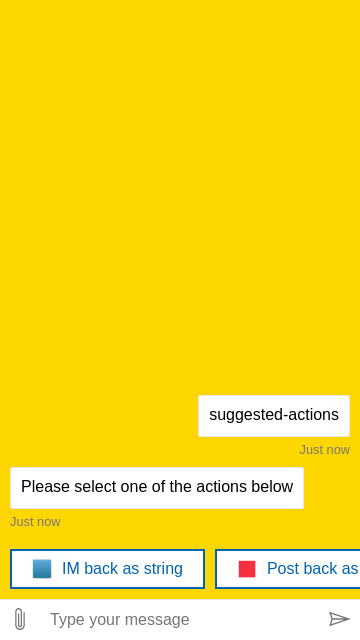 suggested-actions
Just now
Please select one of the actions below
Just now
IM back as string
Post back as
Type your message